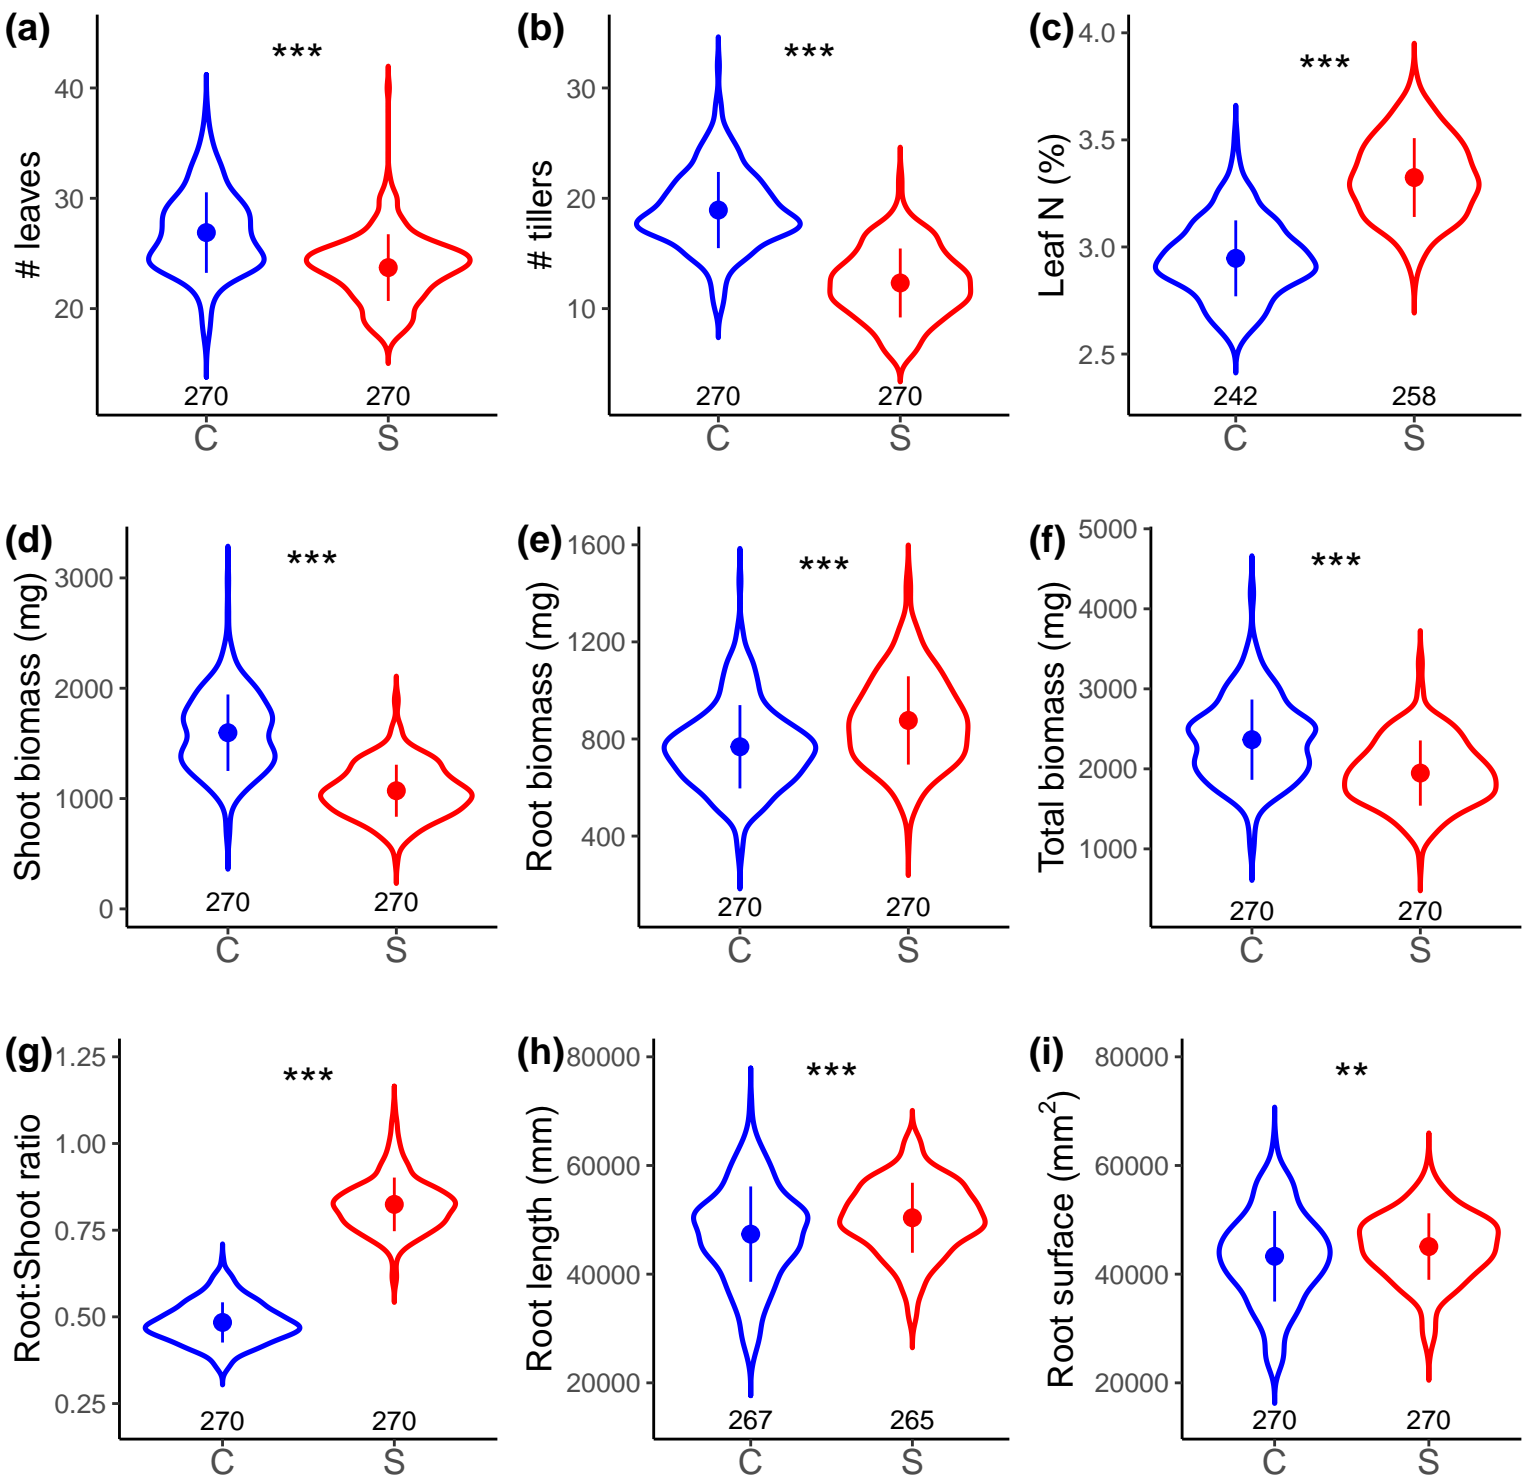 (a)
***
# leaves
40
30
20
270 270
C S
(b)
***
# tillers
30
20
10
270 270
C S
(c)
***
Leaf N (%)
4.0
3.5
3.0
2.5
242 258
C S
(d)
***
Shoot biomass (mg)
3000
2000
1000
0
270 270
C S
(e)
***
Root biomass (mg)
1600
1200
800
400
270 270
C S
(f)
***
Total biomass (mg)
5000
4000
3000
2000
1000
270 270
C S
(g)
***
Root:Shoot ratio
1.25
1.00
0.75
0.50
0.25
270 270
C S
(h)
***
Root length (mm)
80000
60000
40000
20000
267 265
C S
(i)
**
Root surface (mm²)
80000
60000
40000
20000
270 270
C S